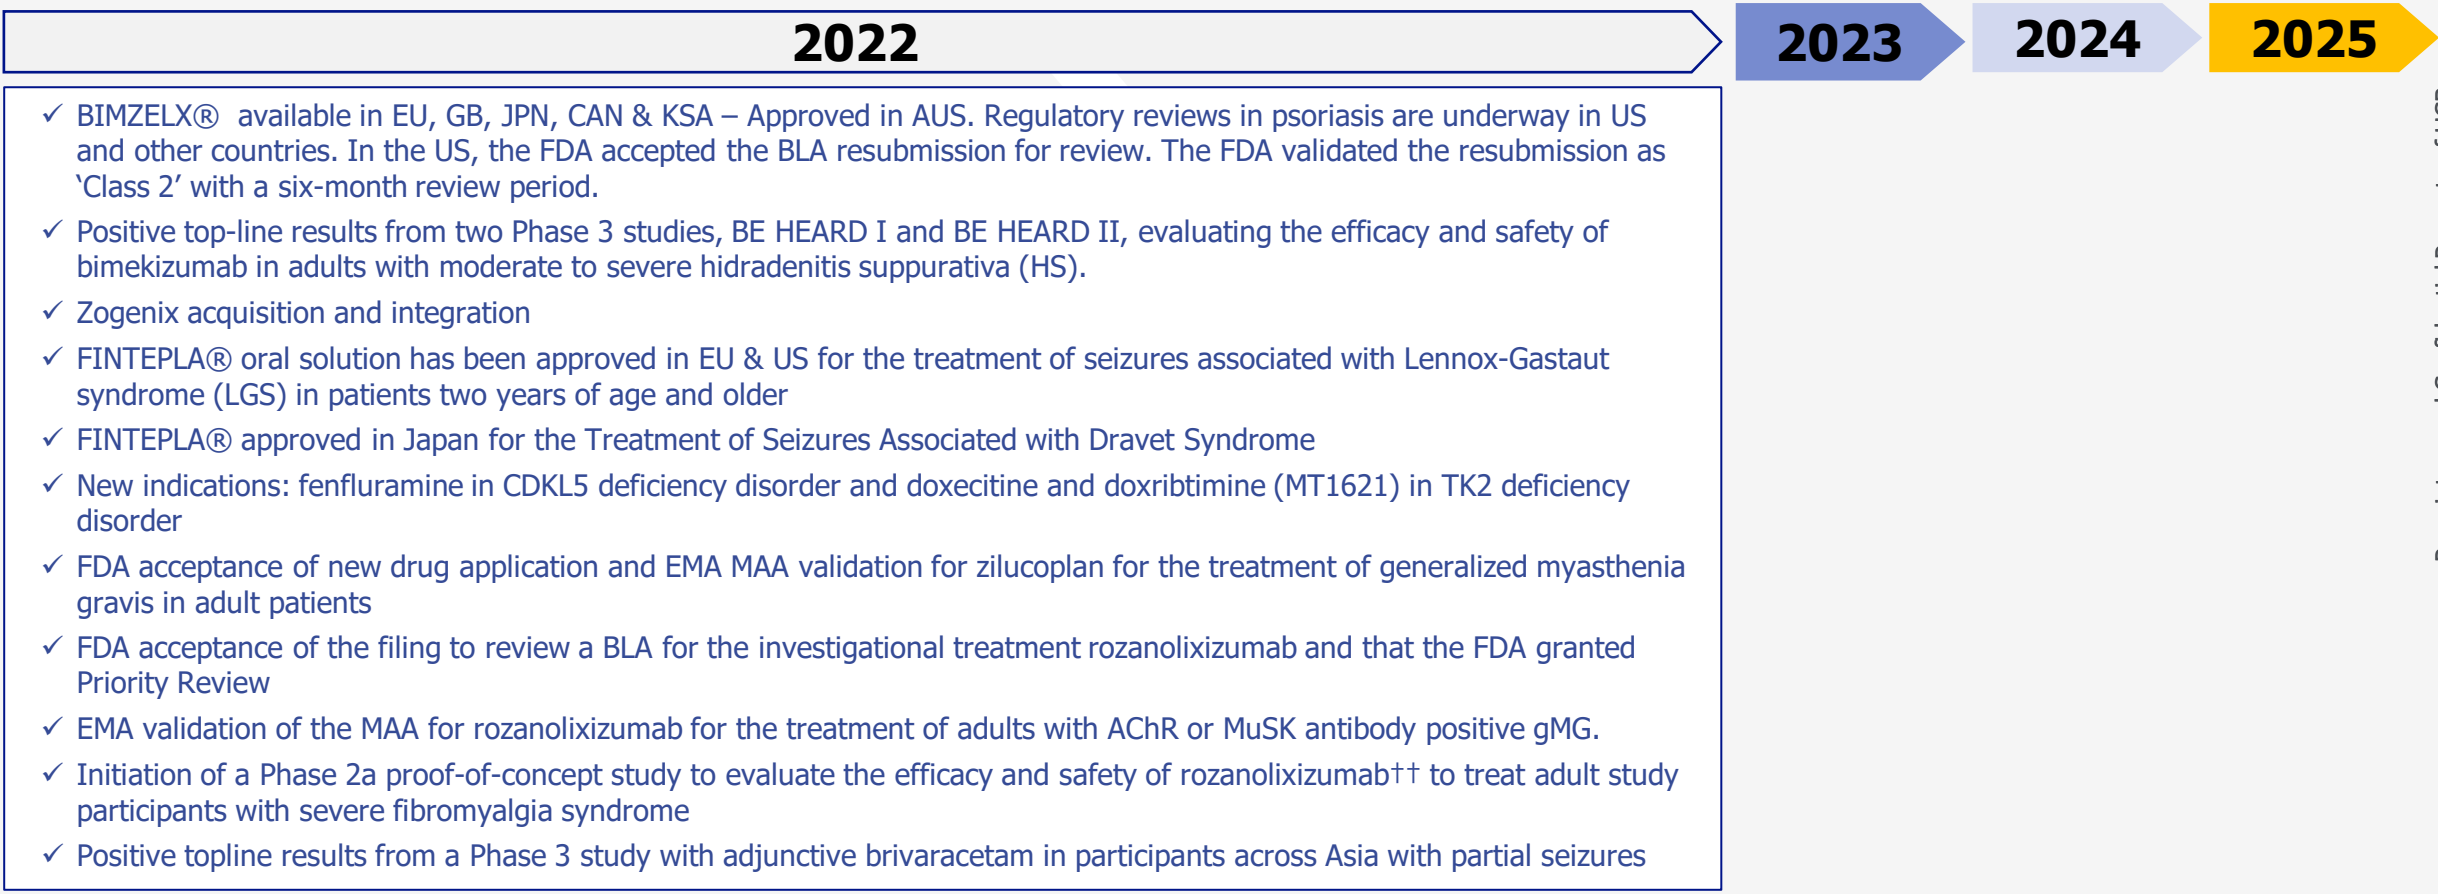 2022
2023
2024
2025
✓ BIMZELX® available in EU, GB, JPN, CAN & KSA – Approved in AUS. Regulatory reviews in psoriasis are underway in US
and other countries. In the US, the FDA accepted the BLA resubmission for review. The FDA validated the resubmission as
‘Class 2’ with a six-month review period.
✓ Positive top-line results from two Phase 3 studies, BE HEARD I and BE HEARD II, evaluating the efficacy and safety of
bimekizumab in adults with moderate to severe hidradenitis suppurativa (HS).
✓ Zogenix acquisition and integration
✓ FINTEPLA® oral solution has been approved in EU & US for the treatment of seizures associated with Lennox-Gastaut
syndrome (LGS) in patients two years of age and older
✓ FINTEPLA® approved in Japan for the Treatment of Seizures Associated with Dravet Syndrome
✓ New indications: fenfluramine in CDKL5 deficiency disorder and doxecitine and doxribtimine (MT1621) in TK2 deficiency
disorder
✓ FDA acceptance of new drug application and EMA MAA validation for zilucoplan for the treatment of generalized myasthenia
gravis in adult patients
✓ FDA acceptance of the filing to review a BLA for the investigational treatment rozanolixizumab and that the FDA granted
Priority Review
✓ EMA validation of the MAA for rozanolixizumab for the treatment of adults with AChR or MuSK antibody positive gMG.
✓ Initiation of a Phase 2a proof-of-concept study to evaluate the efficacy and safety of rozanolixizumab†† to treat adult study
participants with severe fibromyalgia syndrome
✓ Positive topline results from a Phase 3 study with adjunctive brivaracetam in participants across Asia with partial seizures